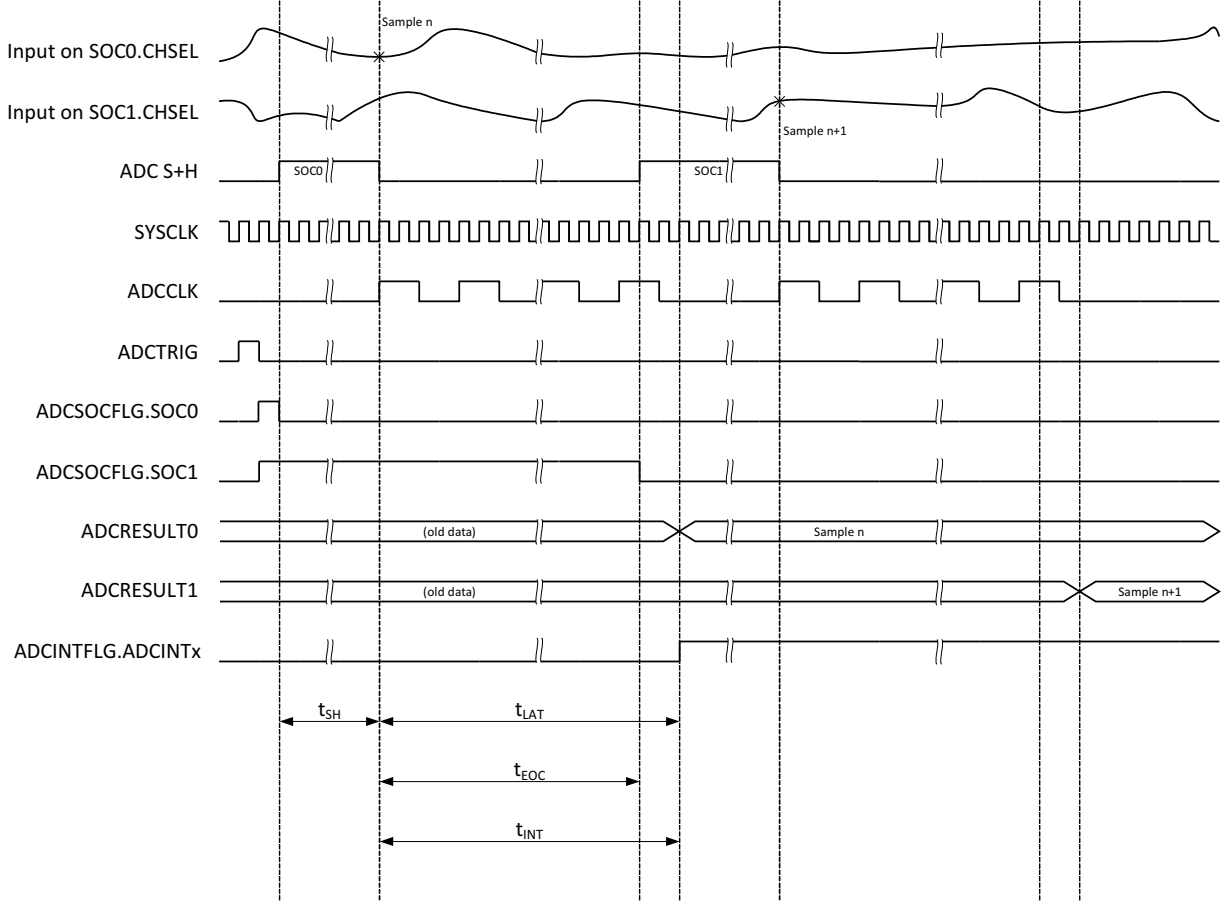 Sample n
Input on SOC0.CHSEL
Input on SOC1.CHSEL
Sample n+1
ADC S+H
SOC0
SOC1
SYSCLK
ADCCLK
ADCTRIG
ADCSOCFLG.SOC0
ADCSOCFLG.SOC1
ADCRESULT0
(old data)
Sample n
ADCRESULT1
(old data)
Sample n+1
ADCINTFLG.ADCINTx
tSH
tLAT
tEOC
tINT